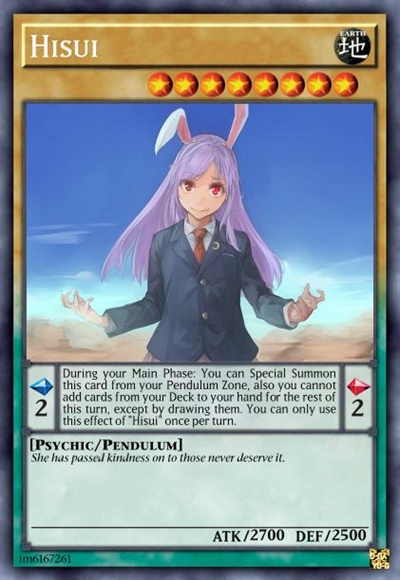 Hisui
EARTH
地
During your Main Phase: You can Special Summon
this card from your Pendulum Zone, also you cannot
add cards from your Deck to your hand for the rest of
this turn, except by drawing them. You can only use
this effect of "Hisui" once per turn.
2
2
[Psychic/Pendulum]
She has passed kindness on to those never deserve it.
ATK/2700 DEF/2500
im6167261